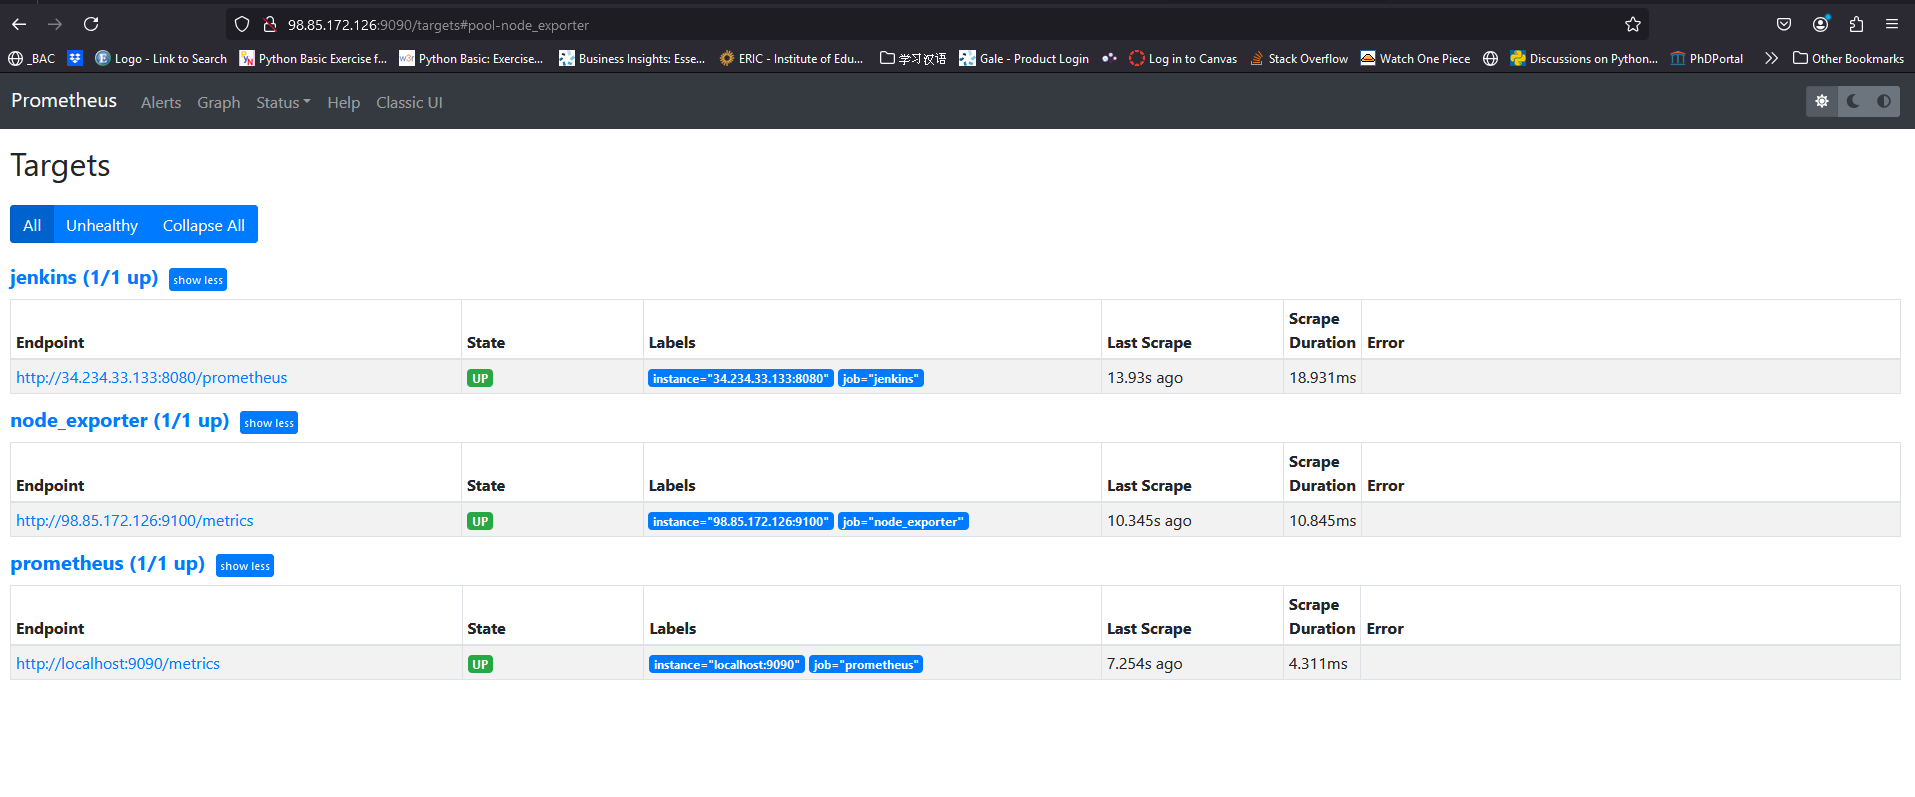 98.85.172.126:9090/targets#pool-node_exporter
_BAC Logo - Link to Search Python Basic Exercise f... Python Basic: Exercise... Business Insights: Esse... ERIC - Institute of Edu... 学习汉语 Gale - Product Login Log in to Canvas Stack Overflow Watch One Piece Discussions on Python... PhDPortal Other Bookmarks
Prometheus Alerts Graph Status Help Classic UI
Targets
All Unhealthy Collapse All
jenkins (1/1 up) show less
Endpoint State Labels Last Scrape Scrape Duration Error
http://34.234.33.133:8080/prometheus UP instance="34.234.33.133:8080" job="jenkins" 13.93s ago 18.931ms
node_exporter (1/1 up) show less
Endpoint State Labels Last Scrape Scrape Duration Error
http://98.85.172.126:9100/metrics UP instance="98.85.172.126:9100" job="node_exporter" 10.345s ago 10.845ms
prometheus (1/1 up) show less
Endpoint State Labels Last Scrape Scrape Duration Error
http://localhost:9090/metrics UP instance="localhost:9090" job="prometheus" 7.254s ago 4.311ms